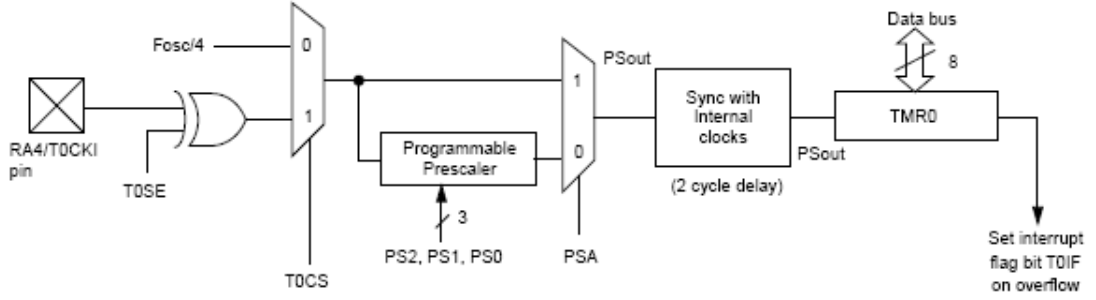 Data bus
8
Fosc/4
0
1
PSout
1
0
Sync with
Internal
clocks
TMR0
RA4/T0CKI
pin
T0SE
Programmable
Prescaler
PSout
(2 cycle delay)
3
PS2, PS1, PS0
PSA
T0CS
Set interrupt
flag bit T0IF
on overflow